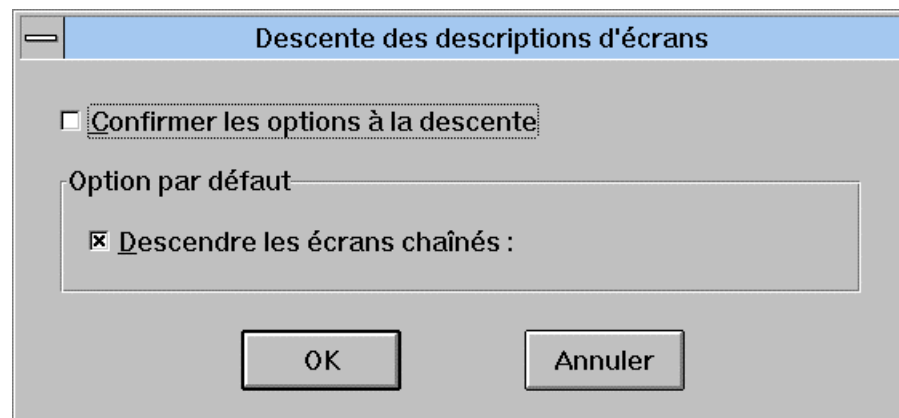 Descente des descriptions d'écrans
Confirmer les options à la descente
Option par défaut
Descendre les écrans chaînés :
OK
Annuler